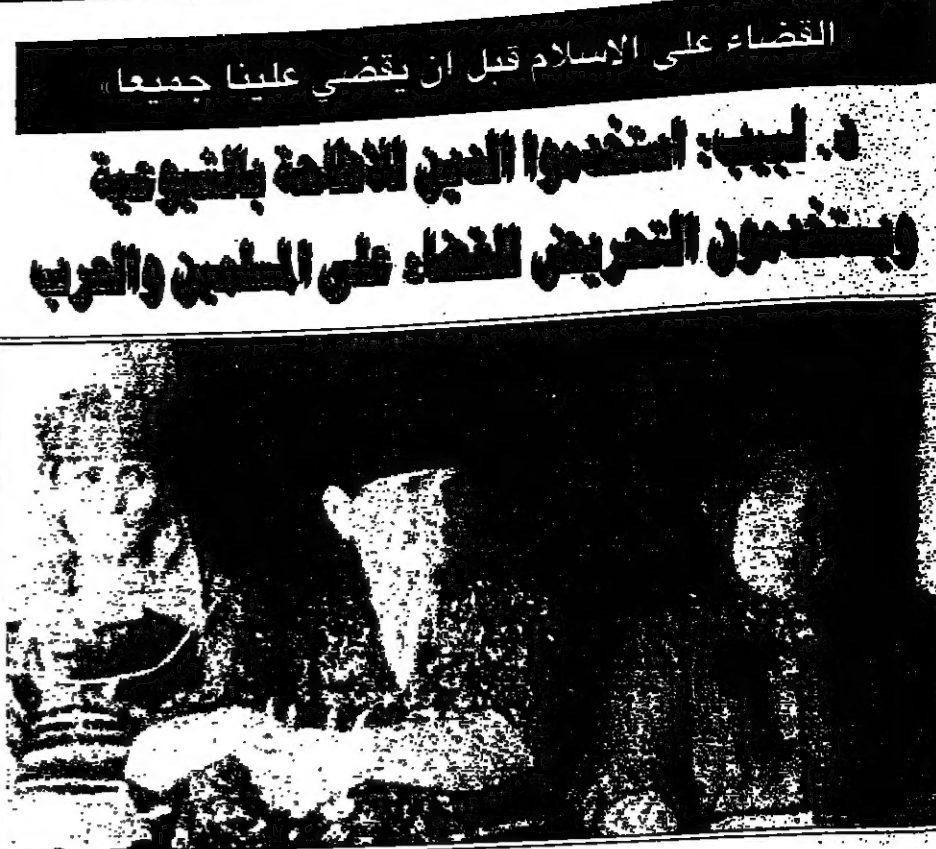 القضاء على الاسلام قبل ان يقضي علينا جميعا»
د. لبيب: استخدموا الدين للاطاحة بالشيوعية
ويستخدمون التحريض للقضاء على المسلمين والعرب